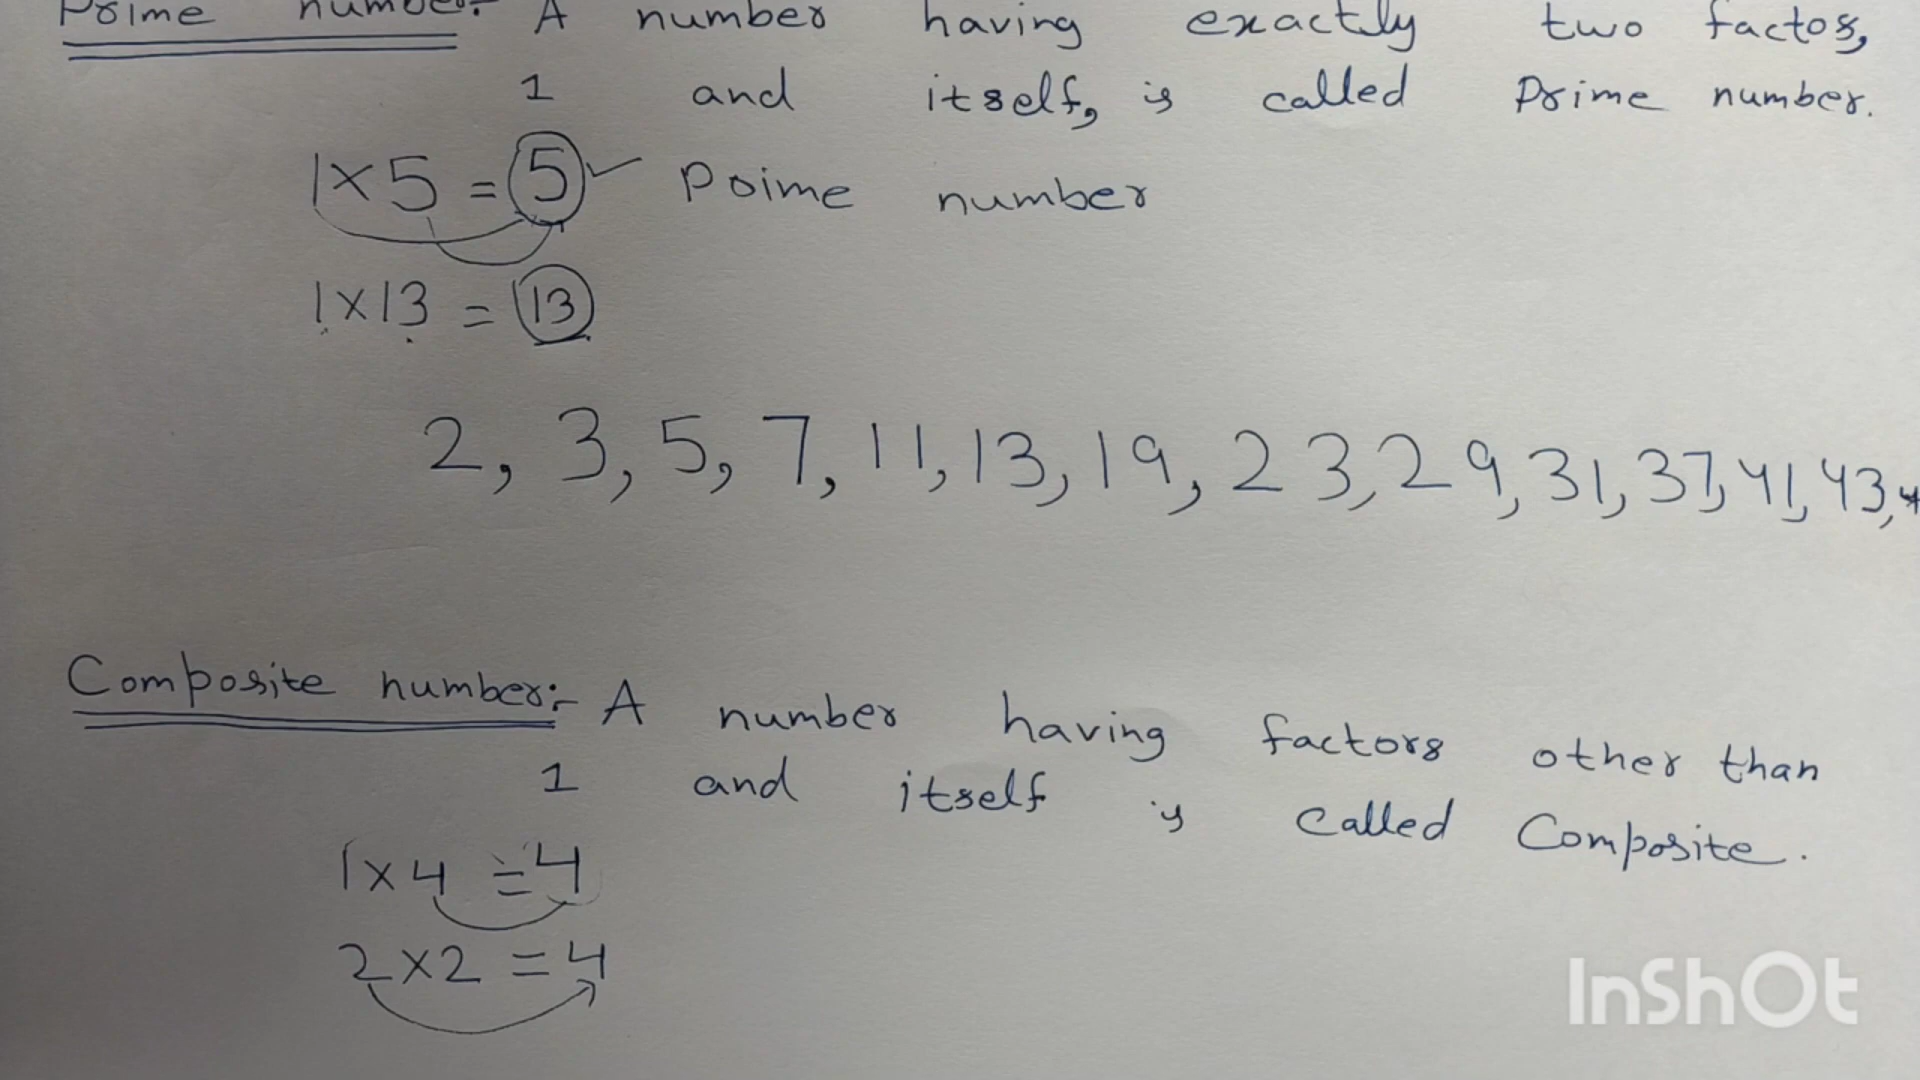 Prime number:- A number having exactly two factors,
1 and itself, is called Prime number.
1×5 = 5 ✓ Prime number
1×13 = 13
2, 3, 5, 7, 11, 13, 19, 23, 29, 31, 37, 41, 43,
Composite number:- A number having factors other than
1 and itself is called Composite.
1×4 = 4
2×2 = 4
InShOt